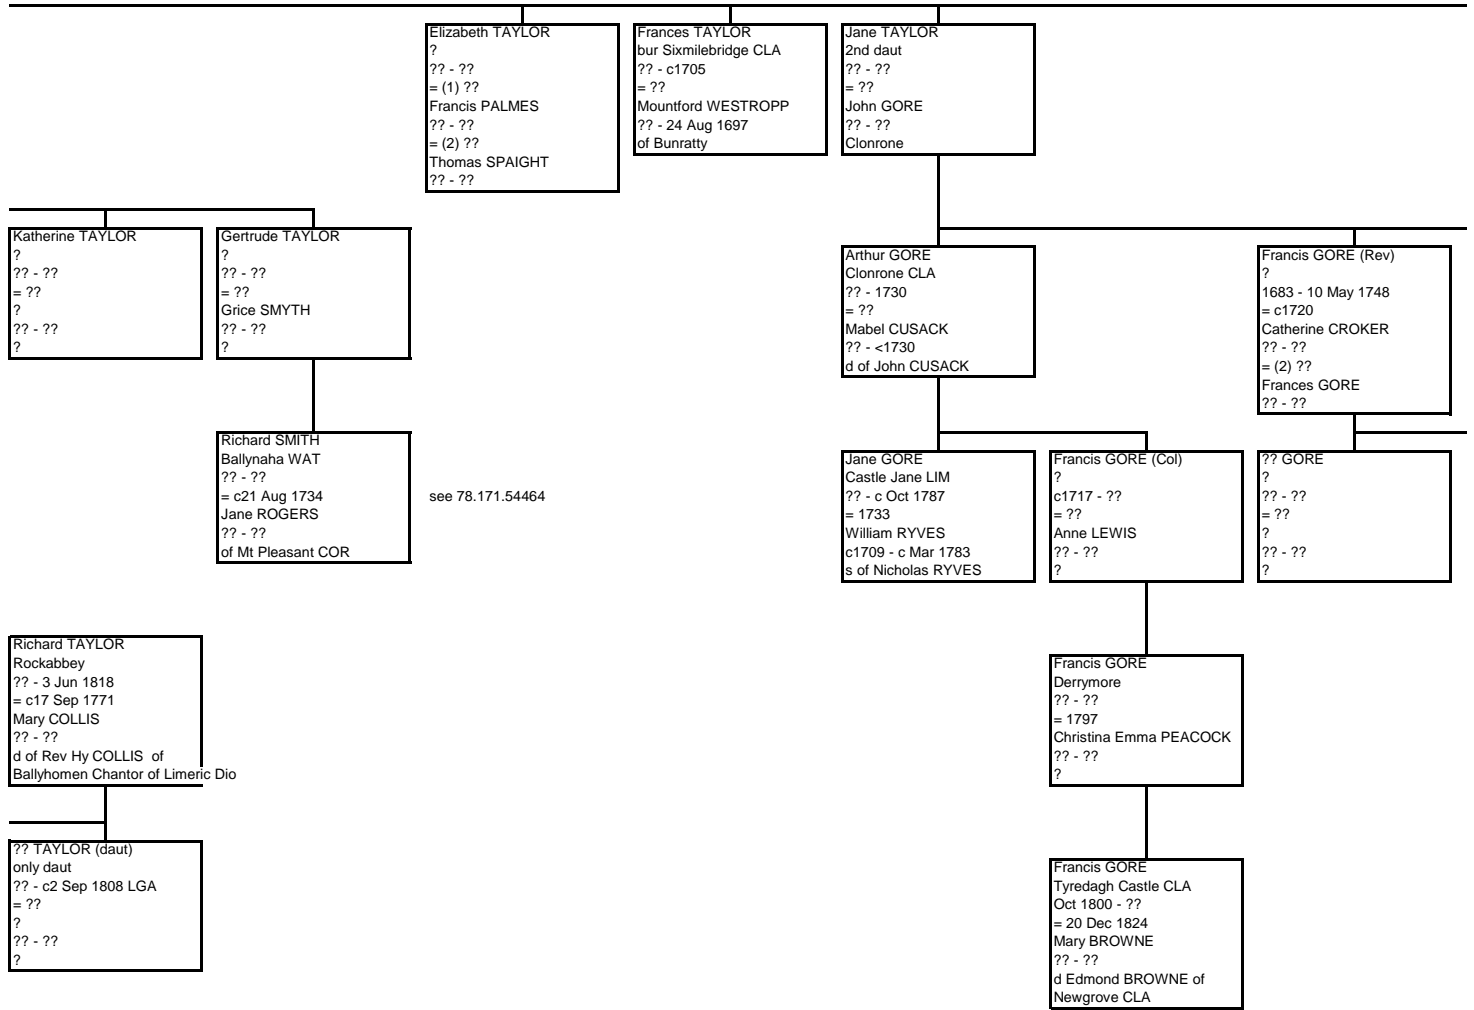 Elizabeth TAYLOR
?
?? - ??
= (1) ??
Francis PALMES
?? - ??
= (2) ??
Thomas SPAIGHT
?? - ??
Frances TAYLOR
bur Sixmilebridge CLA
?? - c1705
= ??
Mountford WESTROPP
?? - 24 Aug 1697
of Bunratty
Jane TAYLOR
2nd daut
?? - ??
= ??
John GORE
?? - ??
Clonrone
Katherine TAYLOR
?
?? - ??
= ??
?
?? - ??
?
Gertrude TAYLOR
?
?? - ??
= ??
Grice SMYTH
?? - ??
?
Arthur GORE
Clonrone CLA
?? - 1730
= ??
Mabel CUSACK
?? - <1730
d of John CUSACK
Francis GORE (Rev)
?
1683 - 10 May 1748
= c1720
Catherine CROKER
?? - ??
= (2) ??
Frances GORE
?? - ??
Richard SMITH
Ballynaha WAT
?? - ??
= c21 Aug 1734
Jane ROGERS
?? - ??
of Mt Pleasant COR
see 78.171.54464
Jane GORE
Castle Jane LIM
?? - c Oct 1787
= 1733
William RYVES
c1709 - c Mar 1783
s of Nicholas RYVES
Francis GORE (Col)
?
c1717 - ??
= ??
Anne LEWIS
?? - ??
?
?? GORE
?
?? - ??
= ??
?
?? - ??
?
Richard TAYLOR
Rockabbey
?? - 3 Jun 1818
= c17 Sep 1771
Mary COLLIS
?? - ??
d of Rev Hy COLLIS  of
Ballyhomen Chantor of Limeric Dio
Francis GORE
Derrymore
?? - ??
= 1797
Christina Emma PEACOCK
?? - ??
?
?? TAYLOR (daut)
only daut
?? - c2 Sep 1808 LGA
= ??
?
?? - ??
?
Francis GORE
Tyredagh Castle CLA
Oct 1800 - ??
= 20 Dec 1824
Mary BROWNE
?? - ??
d Edmond BROWNE of
Newgrove CLA